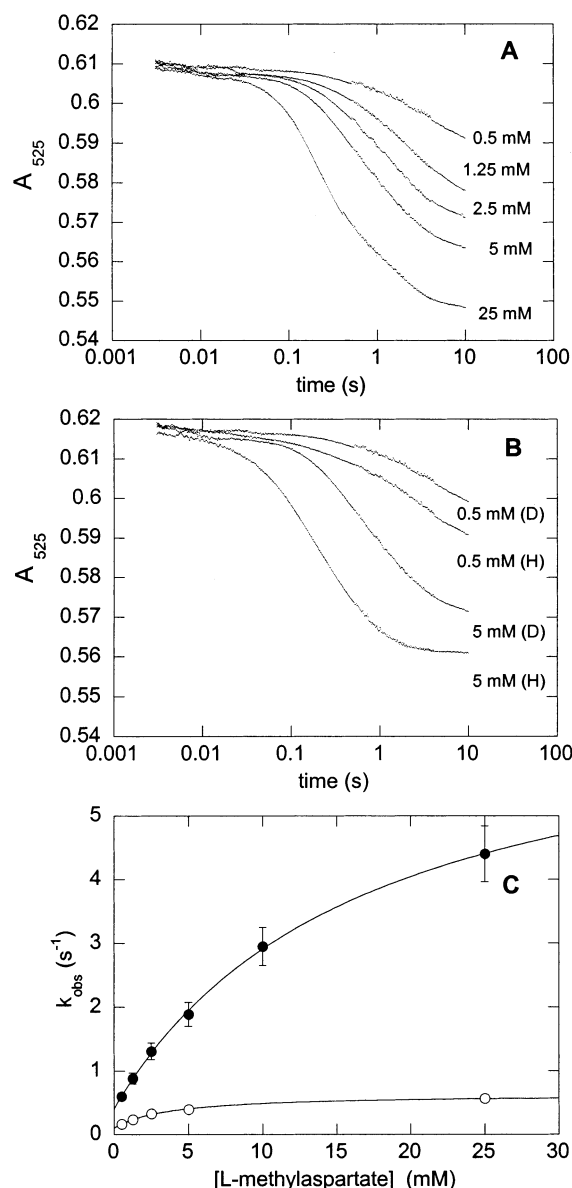 A
0.62
0.61
0.6
0.59
0.58
0.57
0.56
0.55
0.54
A 525
0.5 mM
1.25 mM
2.5 mM
5 mM
25 mM
0.001 0.01 0.1 1 10 100
time (s)
B
0.62
0.61
0.6
0.59
0.58
0.57
0.56
0.55
0.54
A 525
0.5 mM (D)
0.5 mM (H)
5 mM (D)
5 mM (H)
0.001 0.01 0.1 1 10 100
time (s)
C
5
4
3
2
1
0
k_obs (s⁻¹)
0 5 10 15 20 25 30
[L-methylaspartate] (mM)